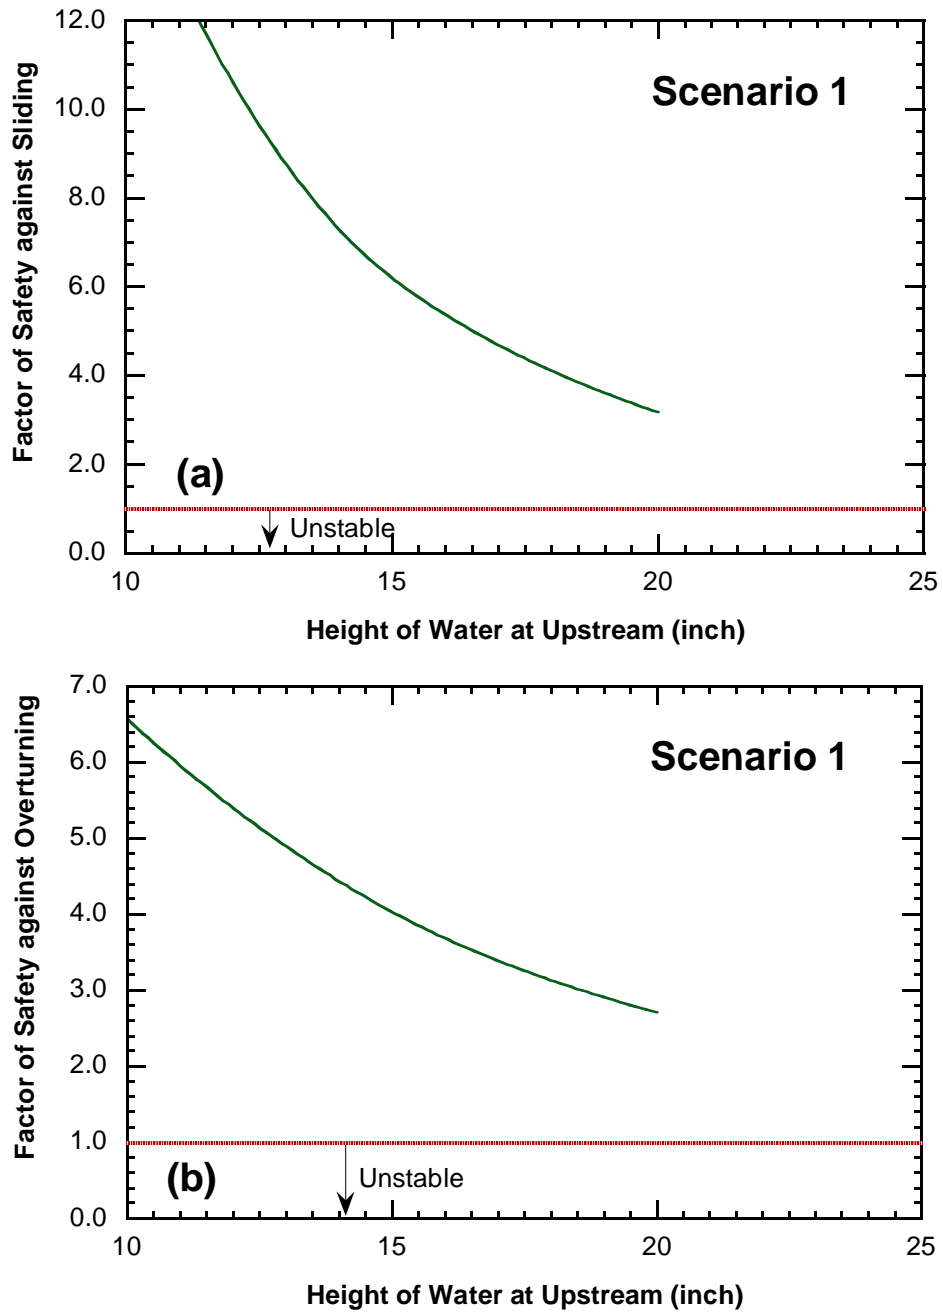 12.0
Scenario 1
10.0
8.0
6.0
4.0
2.0
0.0
Factor of Safety against Sliding
(a)
Unstable
10 15 20 25
Height of Water at Upstream (inch)
7.0
Scenario 1
6.0
5.0
4.0
3.0
2.0
1.0
0.0
Factor of Safety against Overturning
(b)
Unstable
10 15 20 25
Height of Water at Upstream (inch)